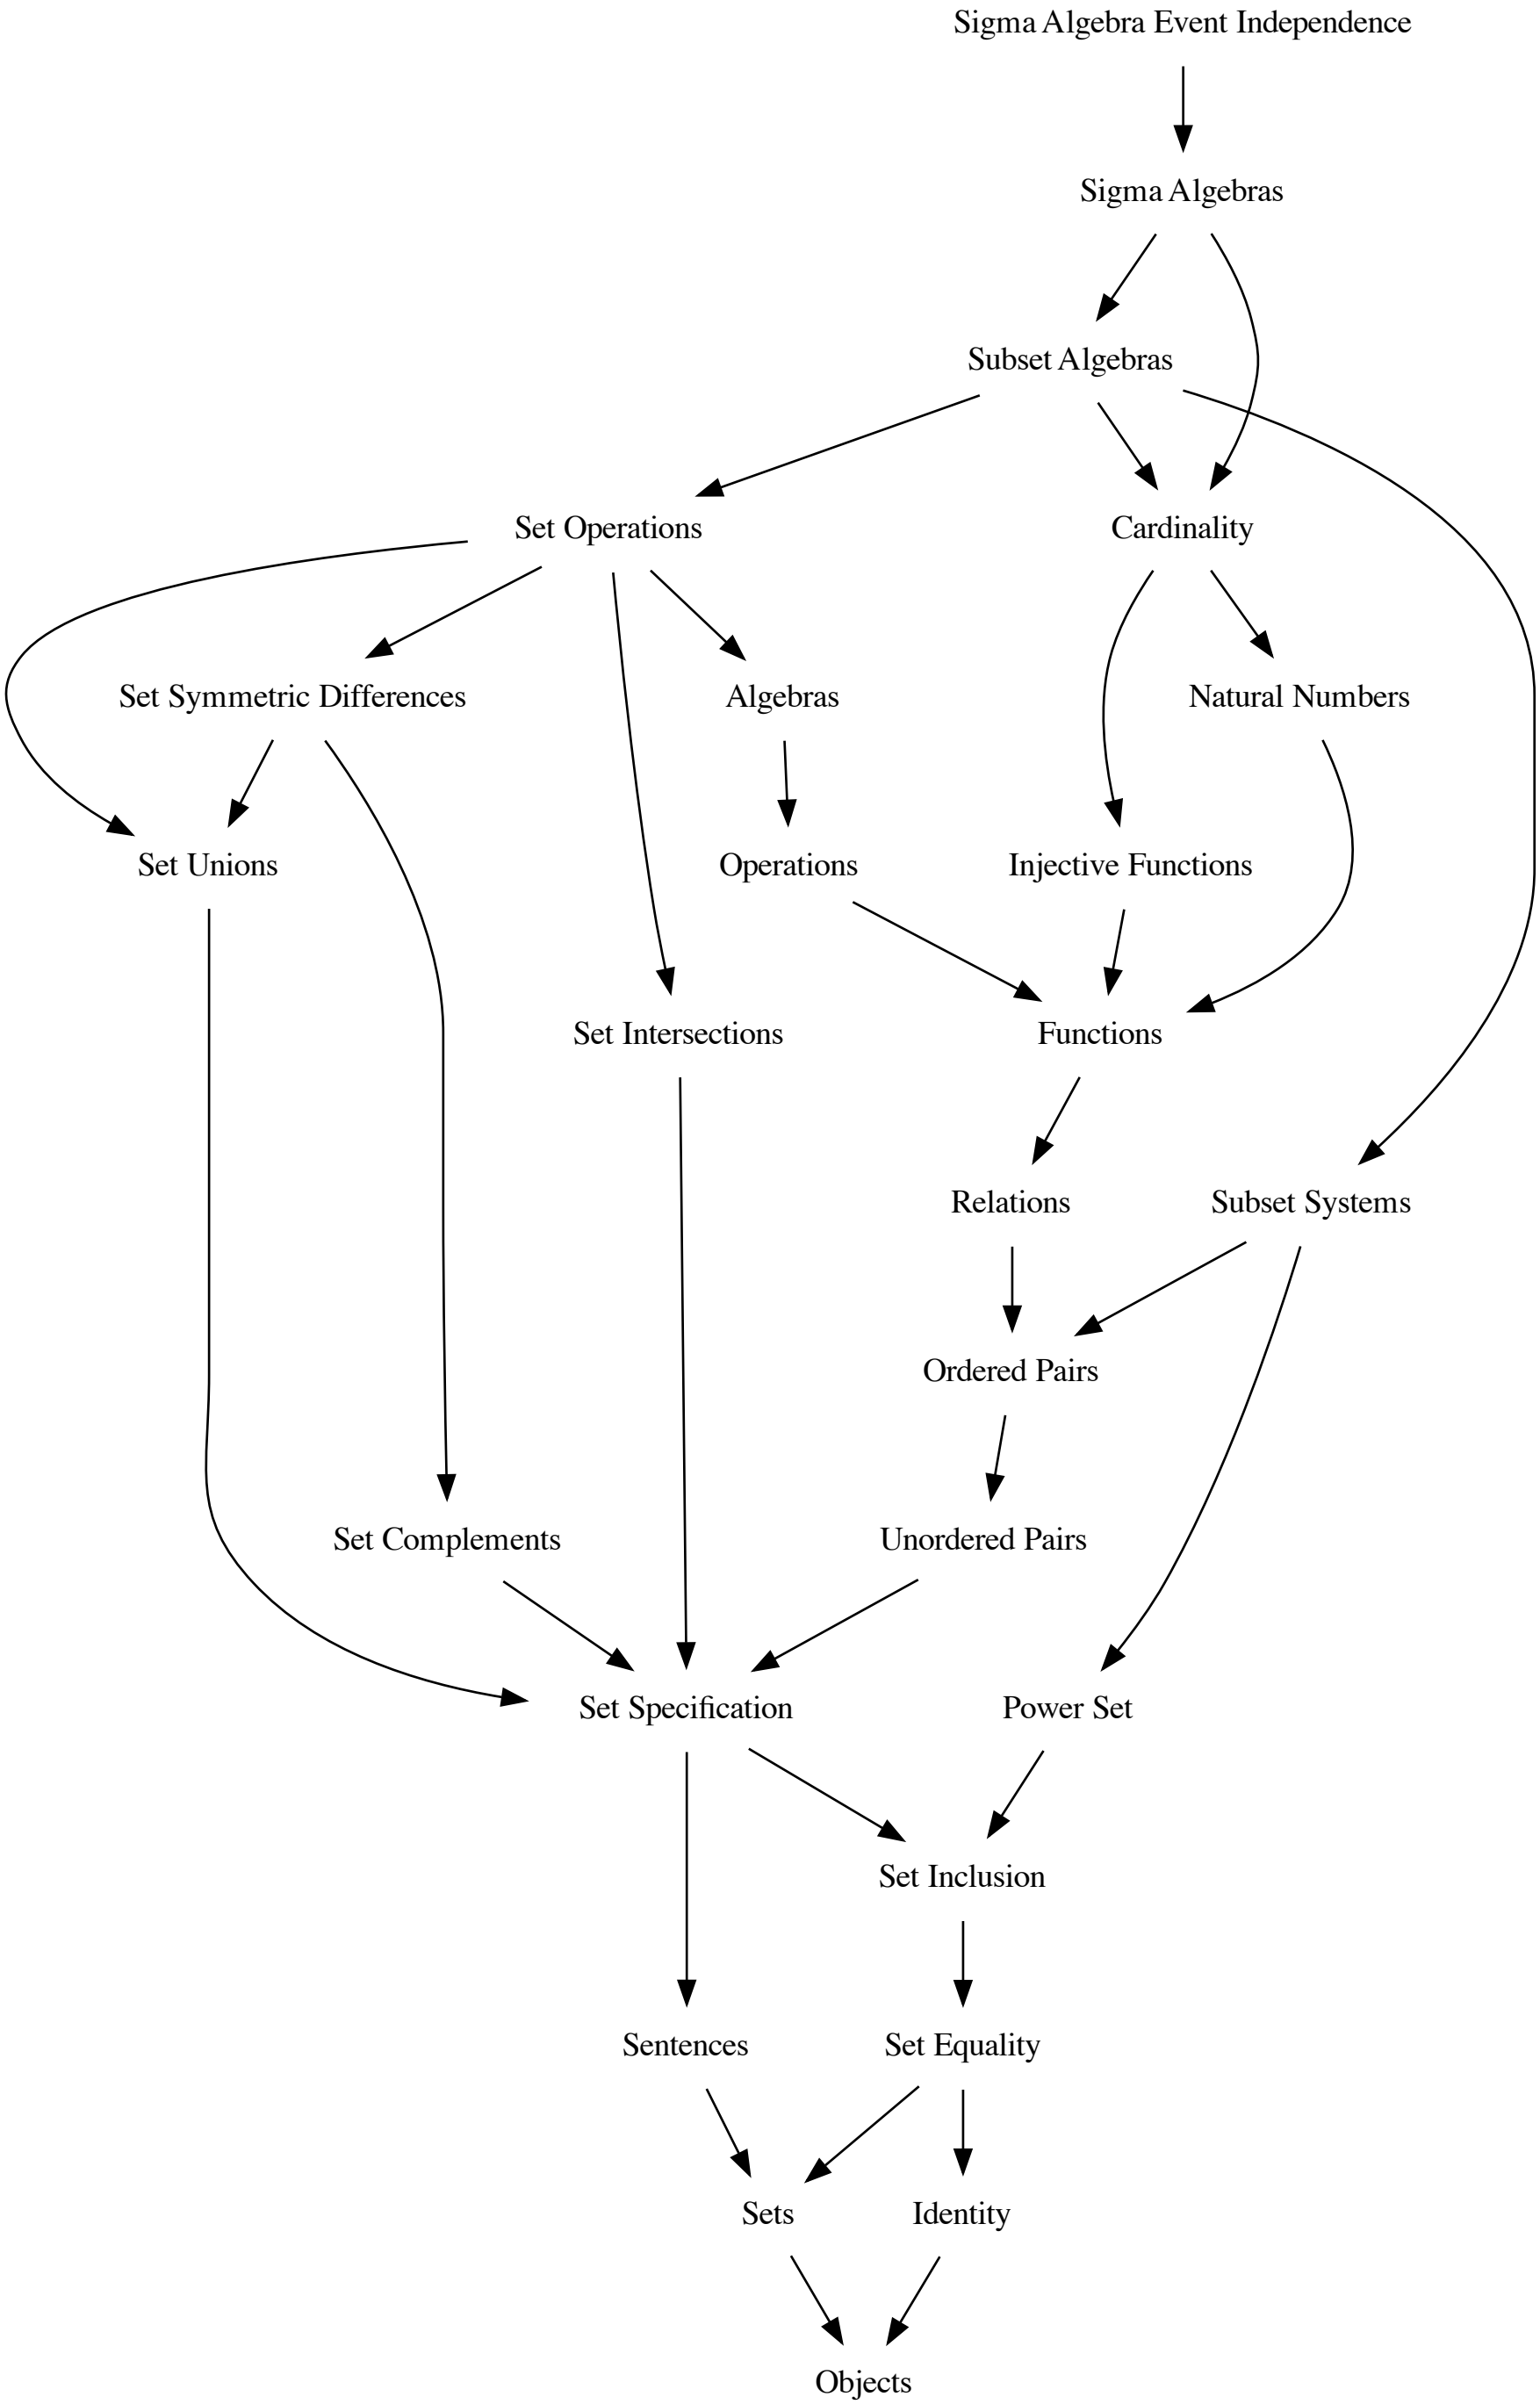 Sigma Algebra Event Independence
Sigma Algebras
Subset Algebras
Set Operations
Cardinality
Set Symmetric Differences
Algebras
Natural Numbers
Set Unions
Operations
Injective Functions
Set Intersections
Functions
Relations
Subset Systems
Ordered Pairs
Set Complements
Unordered Pairs
Set Specification
Power Set
Set Inclusion
Sentences
Set Equality
Sets
Identity
Objects